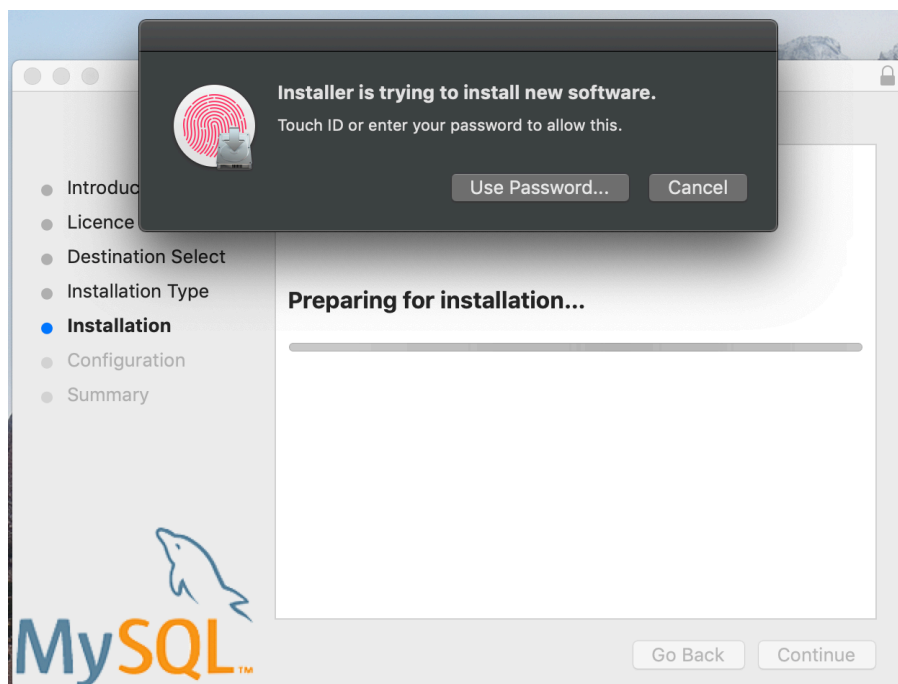 Installer is trying to install new software.
Touch ID or enter your password to allow this.
Use Password... Cancel
Introduc
Licence
Destination Select
Installation Type
Installation
Configuration
Summary
Preparing for installation...
MySQL™
Go Back Continue